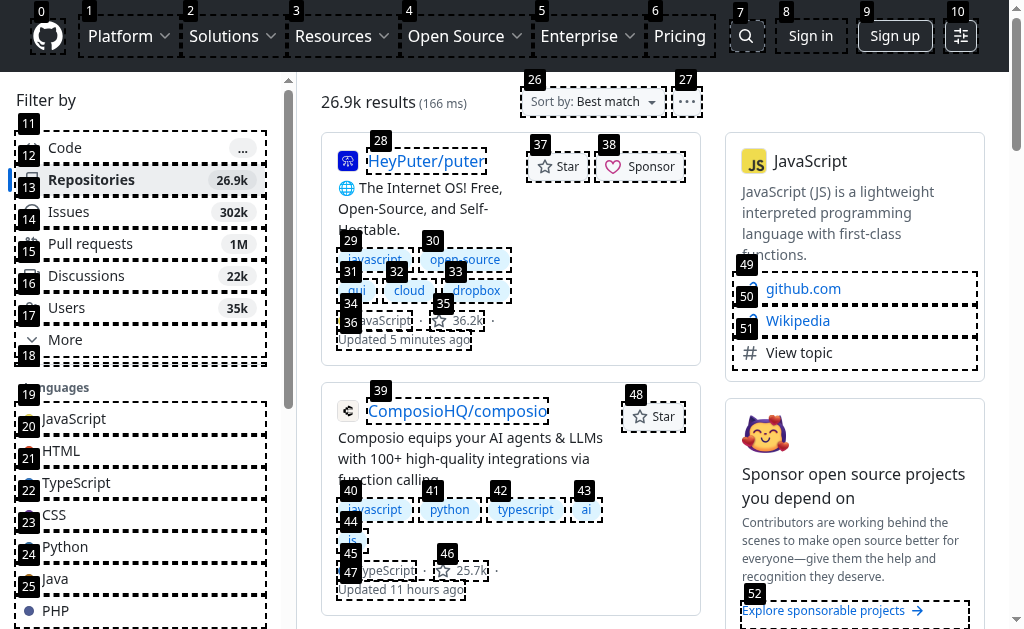 0
1
2
3
4
5
6
7
8
9
10
Platform
Solutions
Resources
Open Source
Enterprise
Pricing
Sign in
Sign up
Filter by
11
Code
...
12
Repositories
26.9k
13
Issues
302k
14
Pull requests
1M
15
Discussions
22k
16
Users
35k
17
More
18
nguages
19
JavaScript
20
HTML
21
TypeScript
22
CSS
23
Python
24
Java
25
PHP
26.9k results (166 ms)
26
Sort by: Best match
27
28
HeyPuter/puter
37
Star
38
Sponsor
🌐 The Internet OS! Free,
Open-Source, and Self-
Hostable.
29
javascript
30
open-source
31
gui
32
cloud
33
dropbox
34
JavaScript
·
35
36.2k
·
36
Updated 5 minutes ago
39
ComposioHQ/composio
48
Star
Composio equips your AI agents & LLMs
with 100+ high-quality integrations via
function calling
40
javascript
41
python
42
typescript
43
ai
44
js
45
TypeScript
·
46
25.7k
·
47
Updated 11 hours ago
JS
JavaScript
JavaScript (JS) is a lightweight
interpreted programming
language with first-class
functions.
49
github.com
50
Wikipedia
51
View topic
Sponsor open source projects
you depend on
Contributors are working behind the
scenes to make open source better for
everyone—give them the help and
recognition they deserve.
52
Explore sponsorable projects